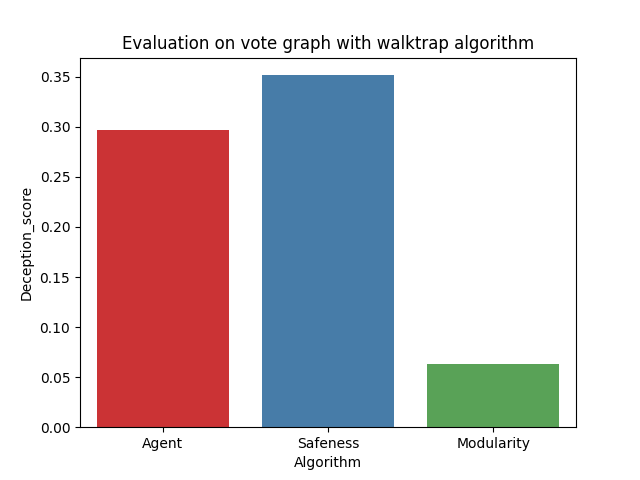 Evaluation on vote graph with walktrap algorithm
0.35
0.30
0.25
0.20
0.15
0.10
0.05
0.00
Deception_score
Agent Safeness Modularity
Algorithm